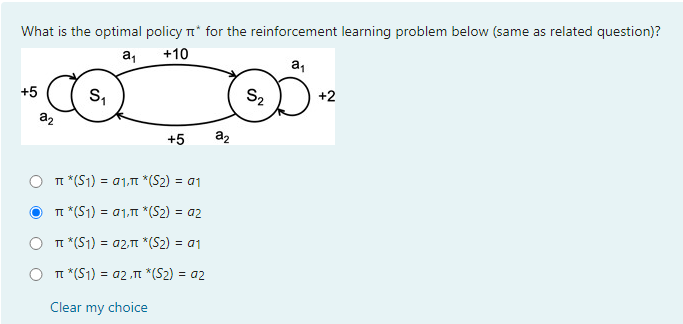 What is the optimal policy π* for the reinforcement learning problem below (same as related question)?
a₁ +10
a₁
+5 S₁ S₂ +2
a₂
+5 a₂
π *(S1) = a1,π *(S2) = a1
π *(S1) = a1,π *(S2) = a2
π *(S1) = a2,π *(S2) = a1
π *(S1) = a2 ,π *(S2) = a2
Clear my choice